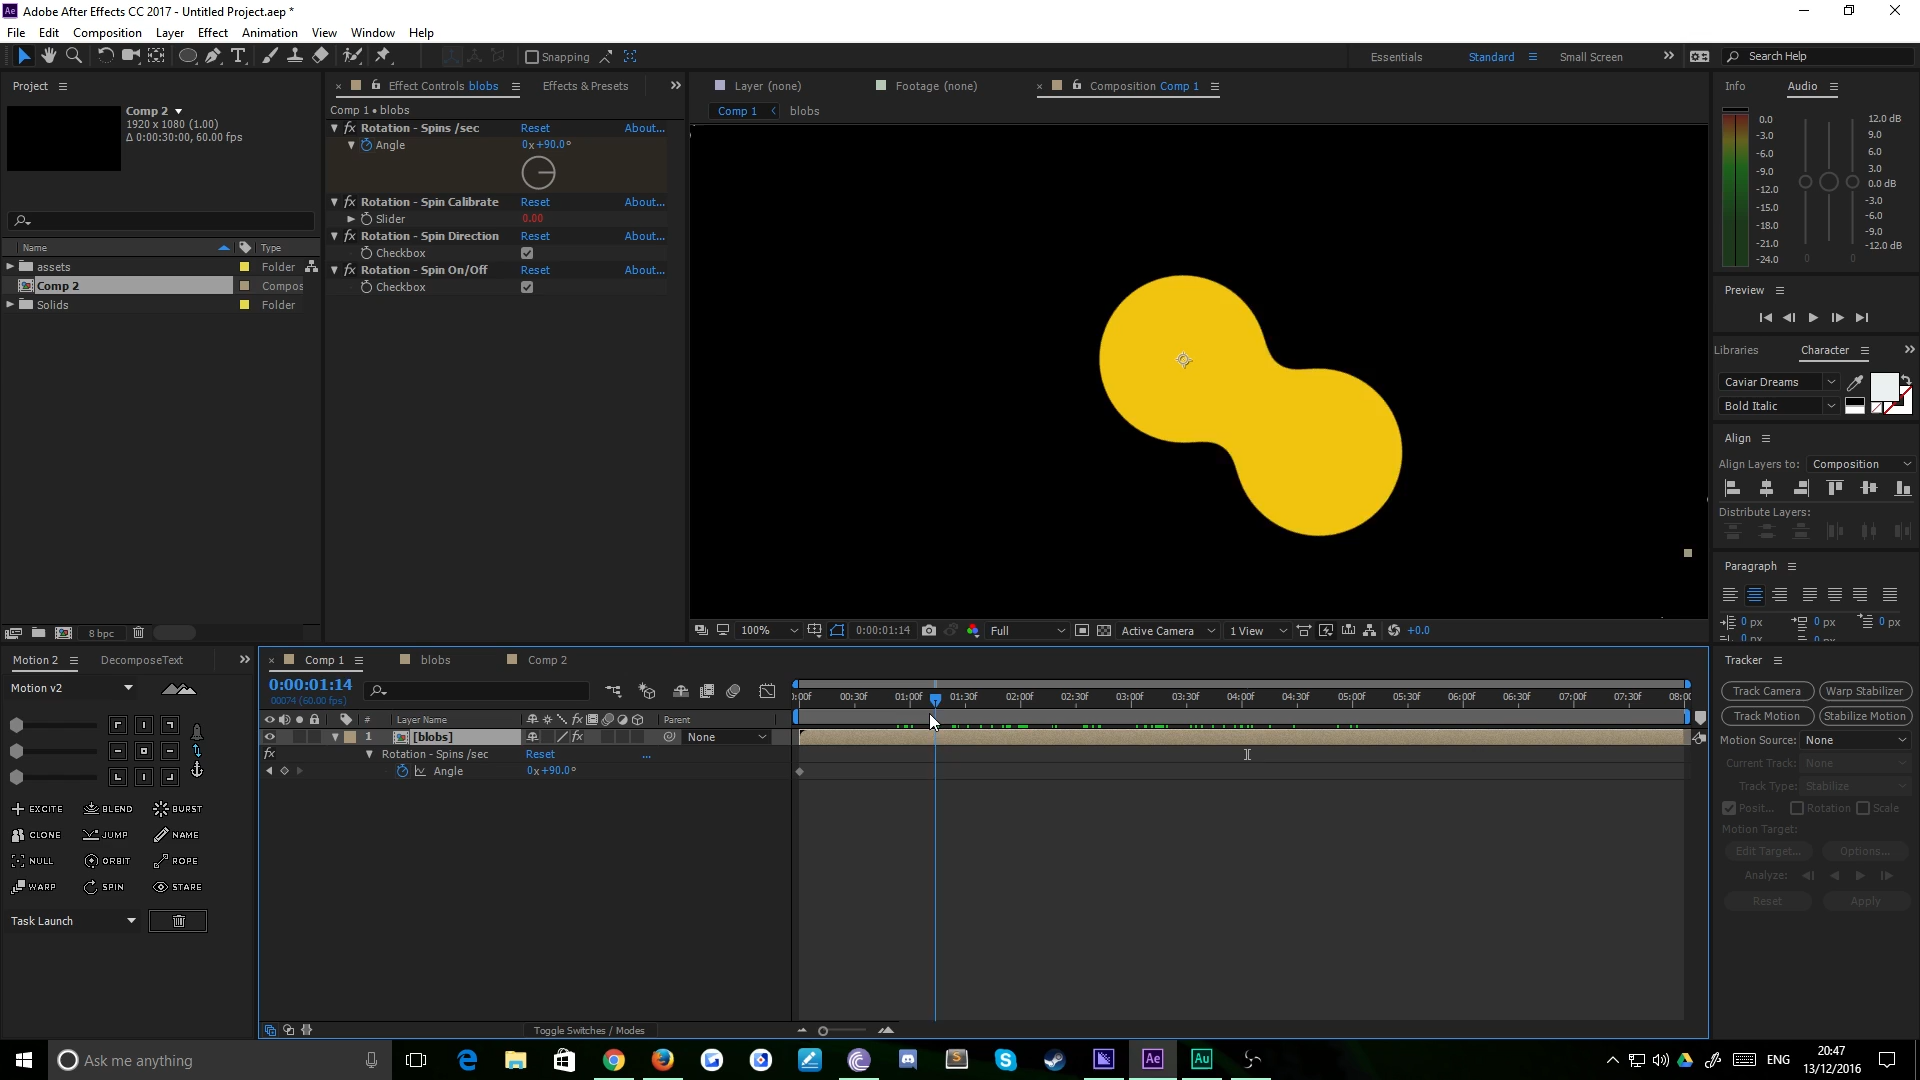 Adobe After Effects CC 2017 - Untitled Project.aep *
File Edit Composition Layer Effect Animation View Window Help
Snapping
Essentials Standard Small Screen Search Help
Project
Comp 2
1920 x 1080 (1.00)
Δ 0:00:30:00, 60.00 fps
Name Type
assets Folder
Comp 2 Compos
Solids Folder
8 bpc
Effect Controls blobs Effects & Presets
Comp 1 • blobs
fx Rotation - Spins /sec Reset About...
Angle 0x+90.0°
fx Rotation - Spin Calibrate Reset About...
Slider 0.00
fx Rotation - Spin Direction Reset About...
Checkbox
fx Rotation - Spin On/Off Reset About...
Checkbox
Layer (none) Footage (none) Composition Comp 1
Comp 1 blobs
100% 0:00:01:14 Full Active Camera 1 View +0.0
Info Audio
0.0 12.0 dB
-3.0 9.0
-6.0 6.0
-9.0 3.0
-12.0 0.0 dB
-15.0 -3.0
-18.0 -6.0
-21.0 -9.0
-24.0 0 0 -12.0 dB
Preview
Libraries Character
Caviar Dreams
Bold Italic
Align
Align Layers to: Composition
Distribute Layers:
Paragraph
0 px 0 px 0 px
0 px 0 px
Motion 2 DecomposeText
Motion v2
EXCITE BLEND BURST
CLONE JUMP NAME
NULL ORBIT ROPE
WARP SPIN STARE
Task Launch
Comp 1 blobs Comp 2
0:00:01:14
00074 (60.00 fps)
# Layer Name fx Parent
1 [blobs] fx None
fx Rotation - Spins /sec Reset ...
Angle 0x+90.0°
:00f 00:30f 01:00f 01:30f 02:00f 02:30f 03:00f 03:30f 04:00f 04:30f 05:00f 05:30f 06:00f 06:30f 07:00f 07:30f 08:0
Toggle Switches / Modes
Tracker
Track Camera Warp Stabilizer
Track Motion Stabilize Motion
Motion Source: None
Current Track: None
Track Type: Stabilize
Posit... Rotation Scale
Motion Target:
Edit Target... Options...
Analyze:
Reset Apply
Ask me anything
Ae Au
ENG
20:47
13/12/2016